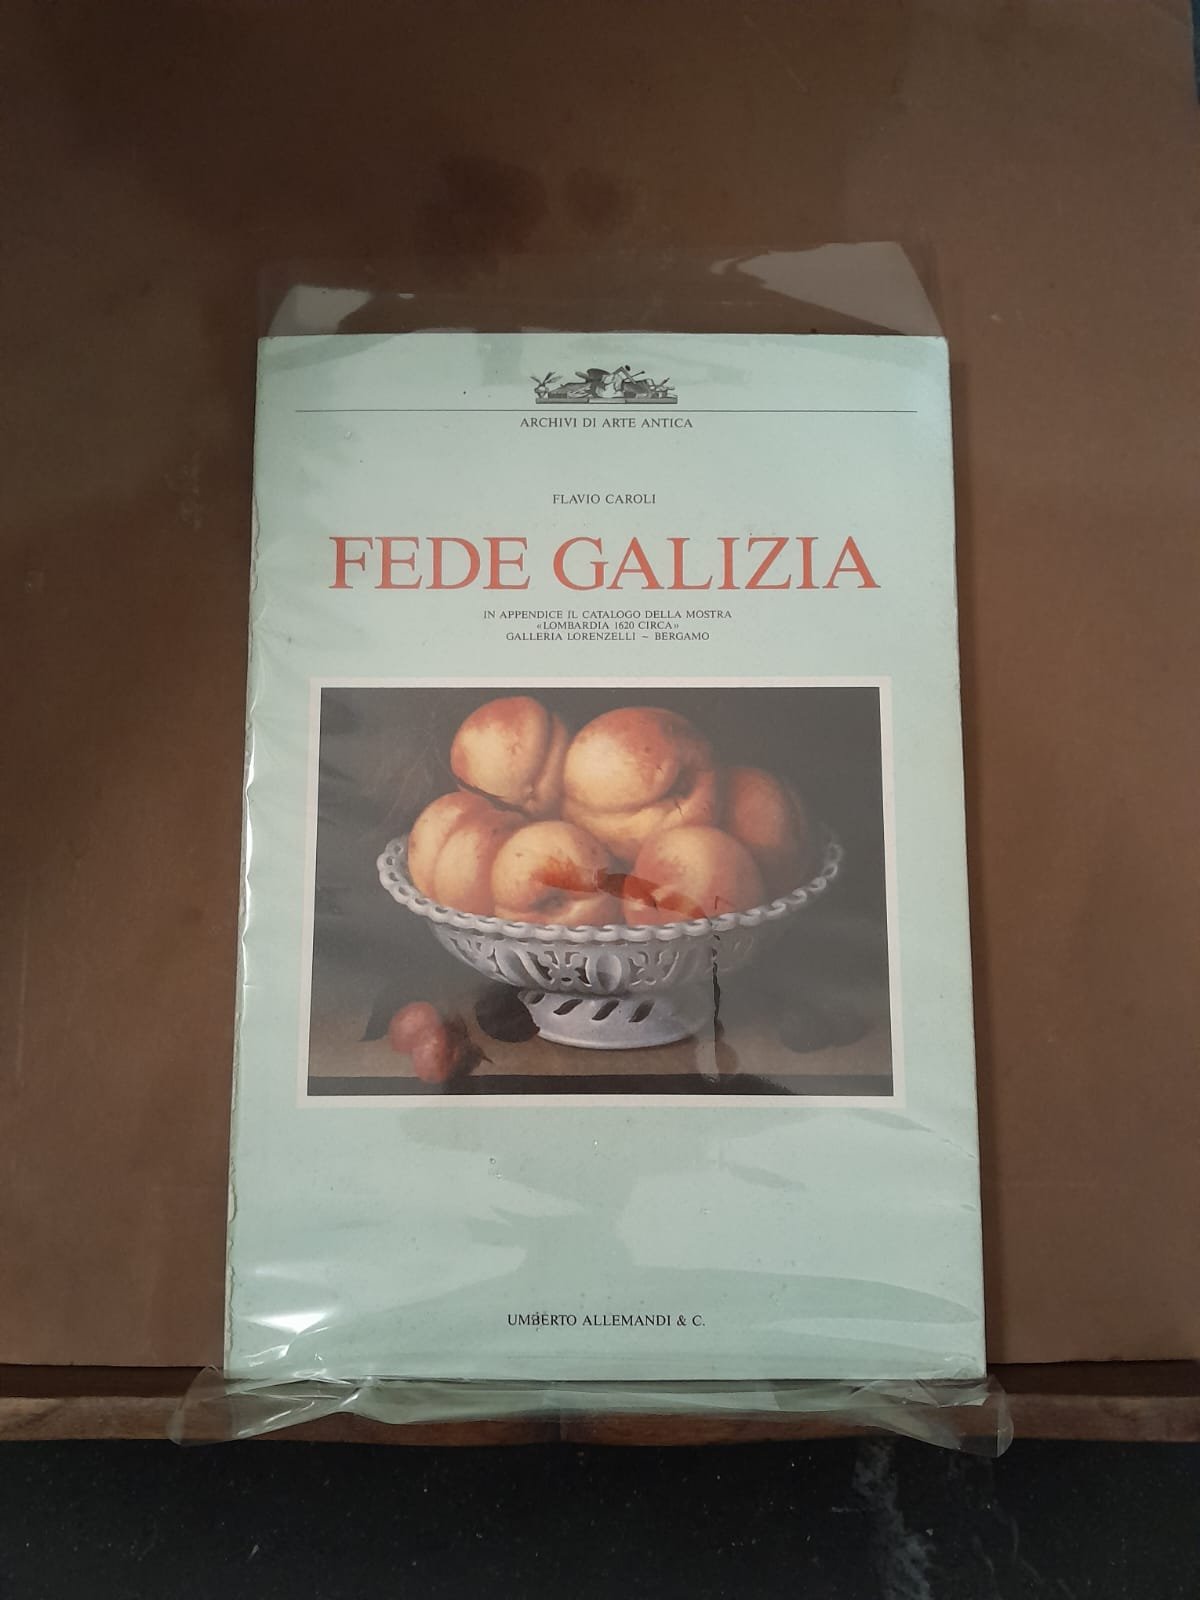 ARCHIVI DI ARTE ANTICA
FLAVIO CAROLI
FEDE GALIZIA
IN APPENDICE IL CATALOGO DELLA MOSTRA
«LOMBARDIA 1620 CIRCA»
GALLERIA LORENZELLI ~ BERGAMO
UMBERTO ALLEMANDI & C.